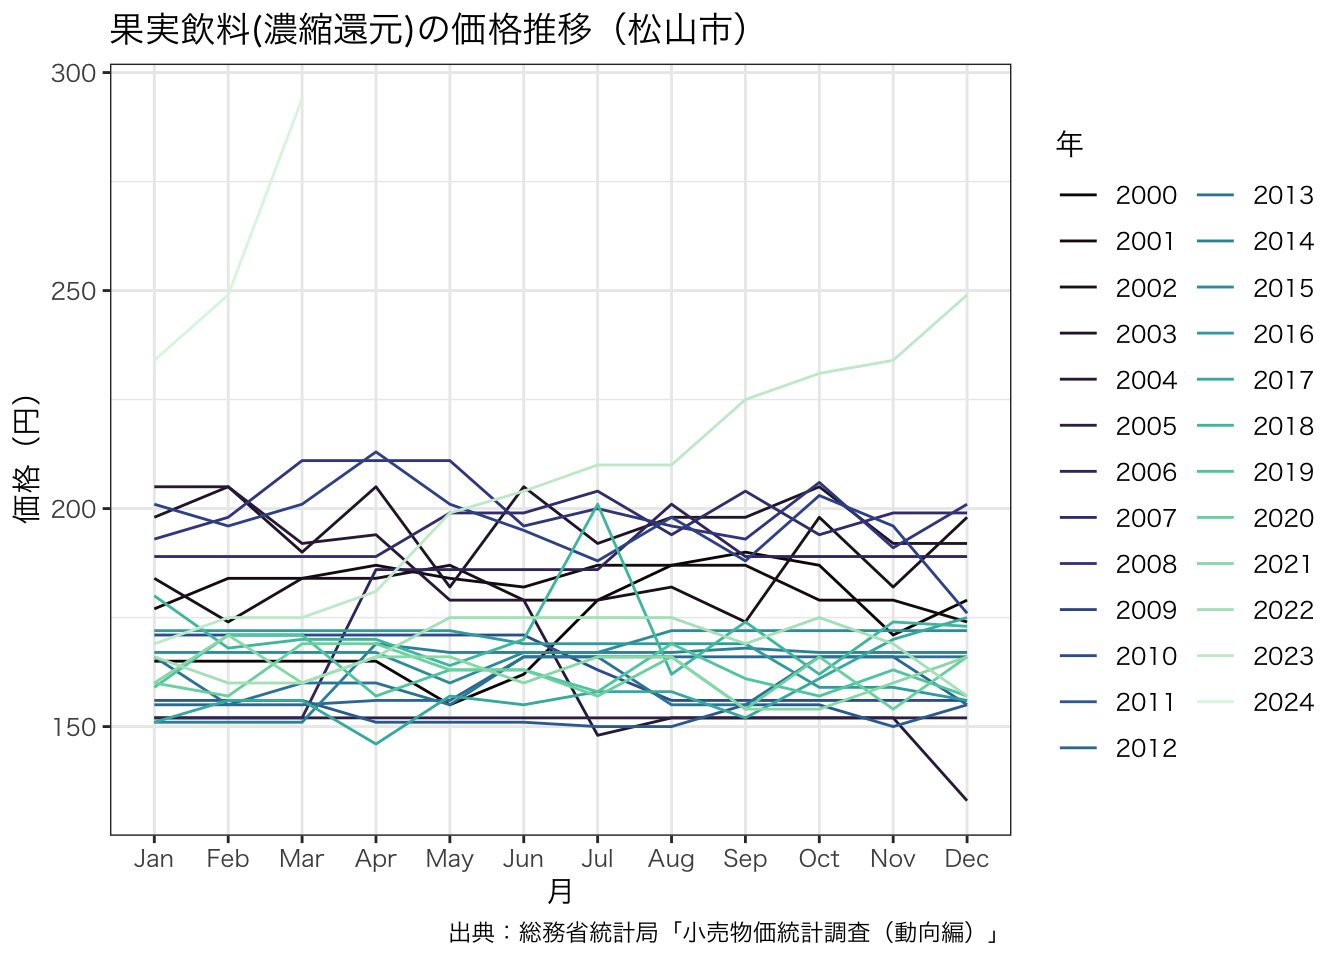 果実飲料(濃縮還元)の価格推移（松山市）
価格（円）
300
250
200
150
Jan Feb Mar Apr May Jun Jul Aug Sep Oct Nov Dec
月
年
2000 2013
2001 2014
2002 2015
2003 2016
2004 2017
2005 2018
2006 2019
2007 2020
2008 2021
2009 2022
2010 2023
2011 2024
2012
出典：総務省統計局「小売物価統計調査（動向編）」